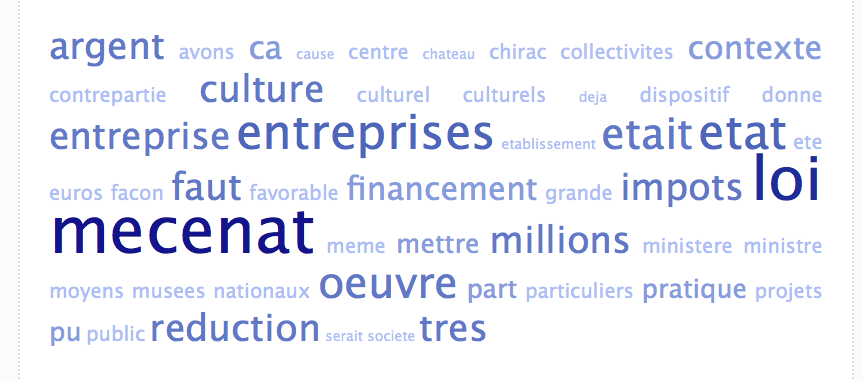 argent avons ca cause centre chateau chirac collectivites contexte
contrepartie culture culturel culturels deja dispositif donne
entreprise entreprises etablissement etait etat ete
euros facon faut favorable financement grande impots loi
mecenat meme mettre millions ministere ministre
moyens musees nationaux oeuvre part particuliers pratique projets
pu public reduction serait societe tres